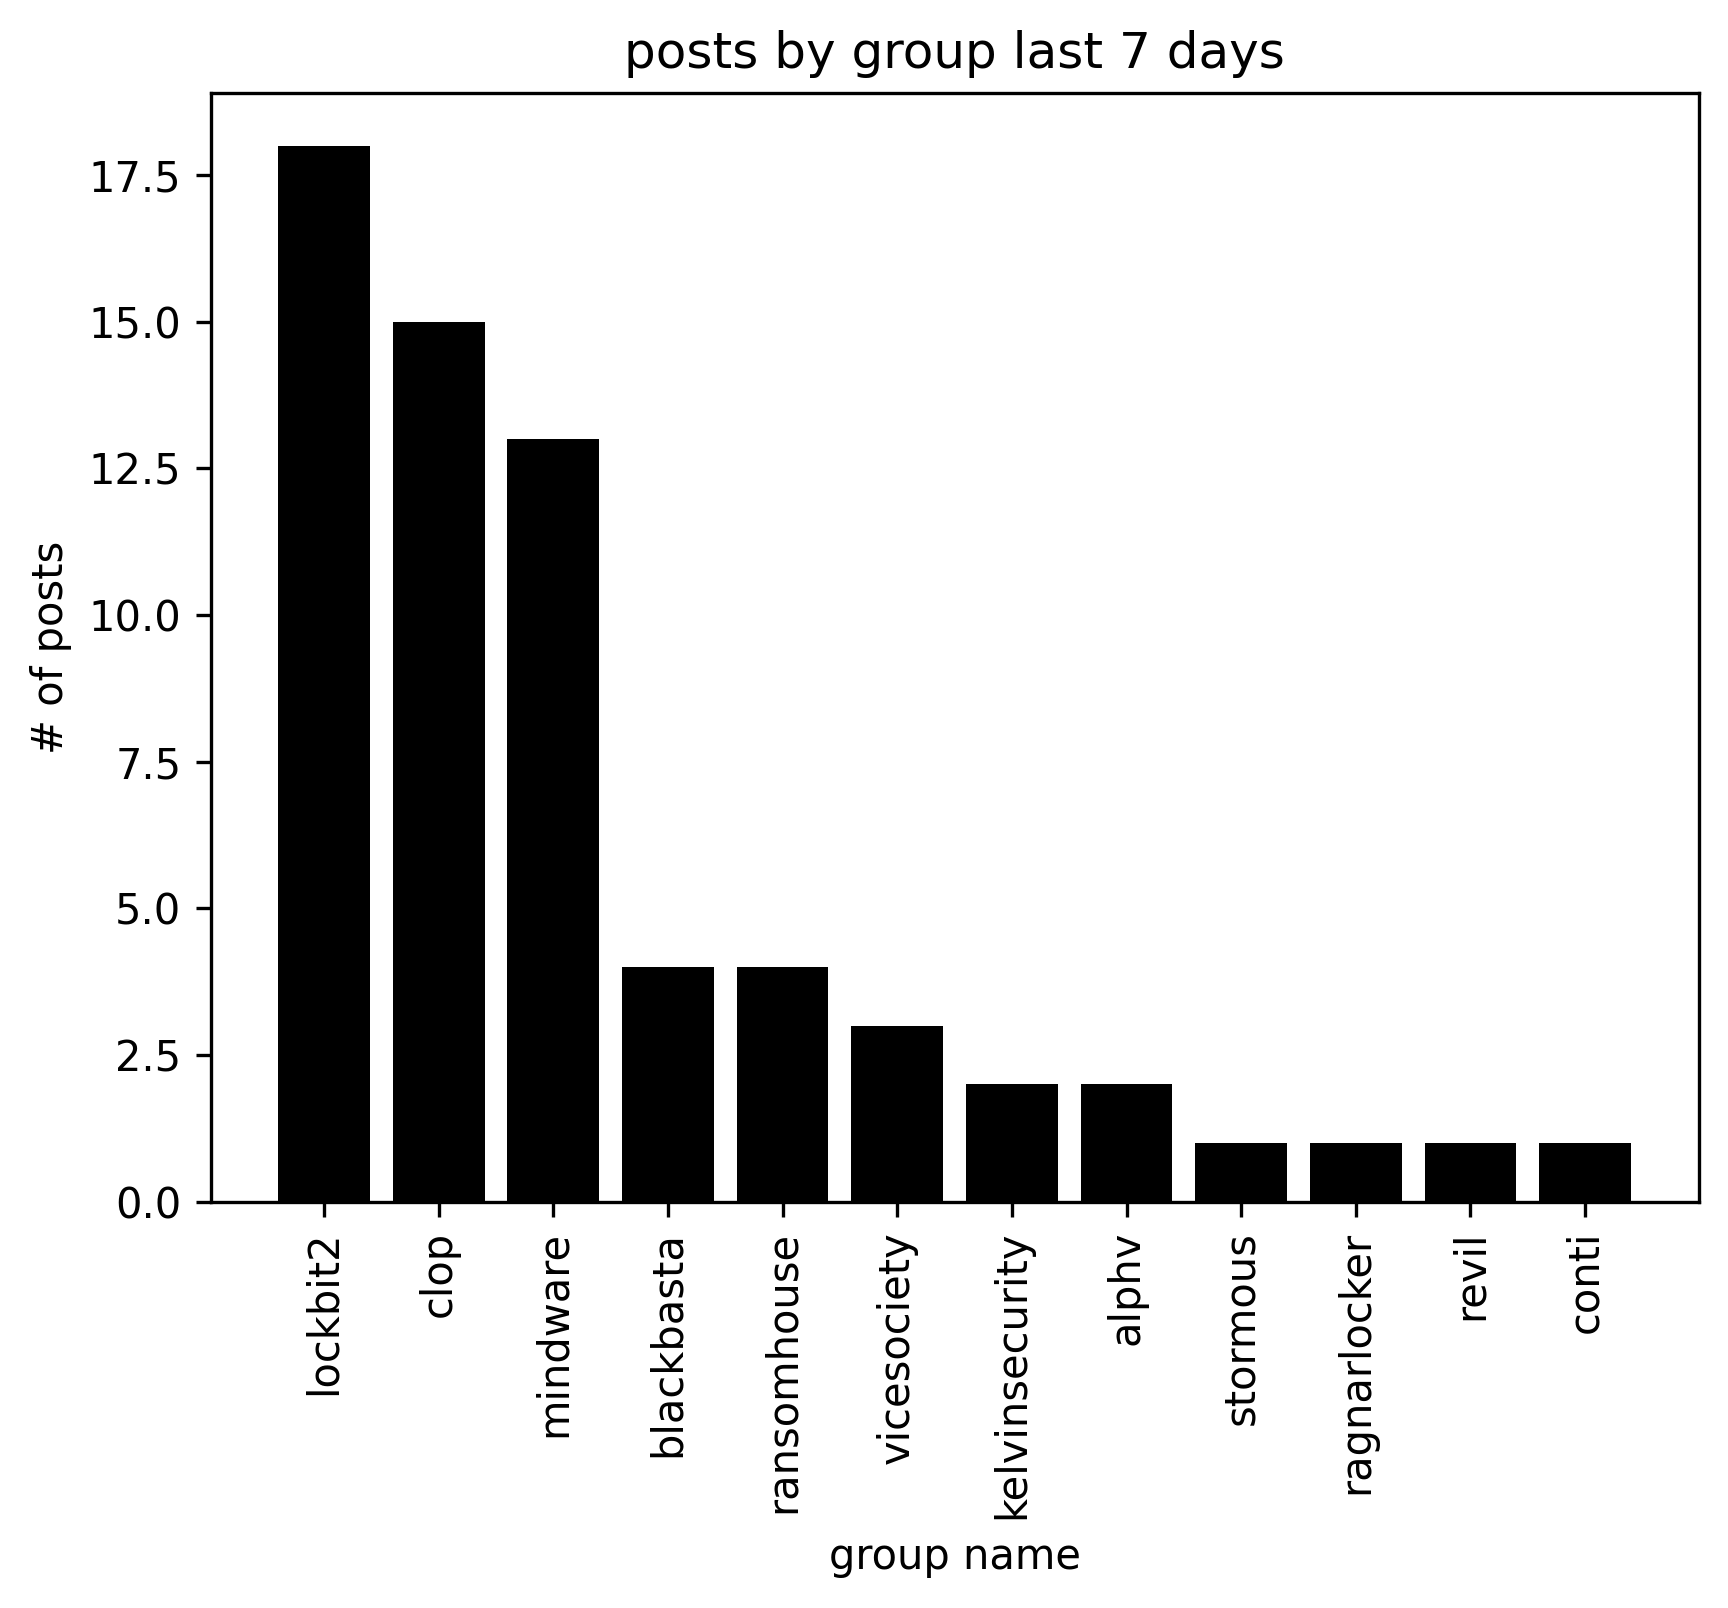 posts by group last 7 days
17.5
15.0
12.5
10.0
7.5
5.0
2.5
0.0
# of posts
lockbit2
clop
mindware
blackbasta
ransomhouse
vicesociety
kelvinsecurity
alphv
stormous
ragnarlocker
revil
conti
group name